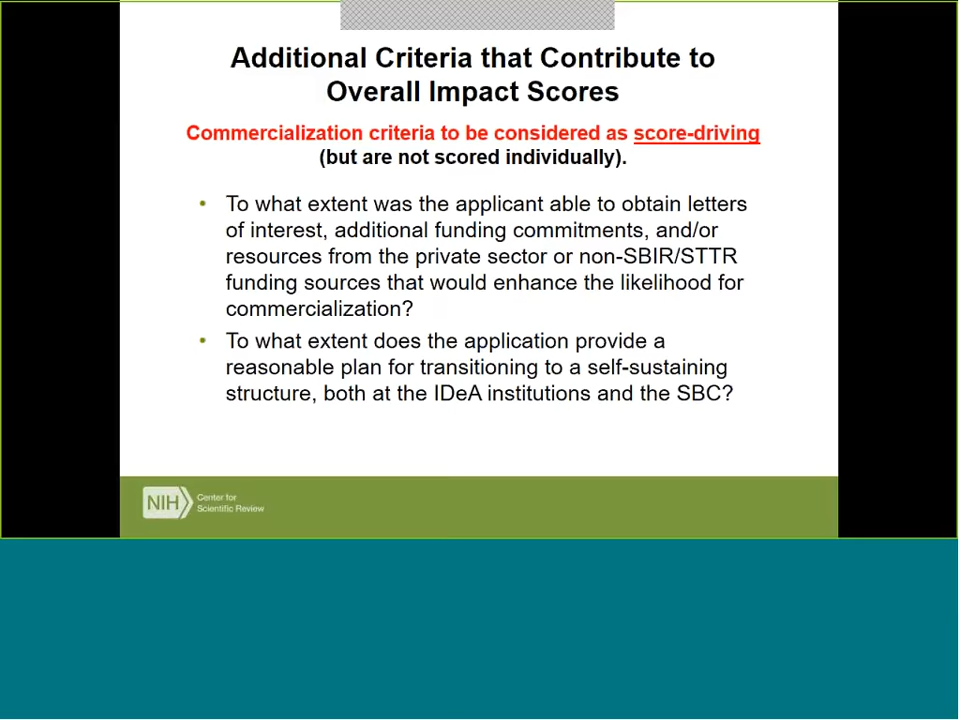 Additional Criteria that Contribute to
Overall Impact Scores
Commercialization criteria to be considered as score-driving
(but are not scored individually).
• To what extent was the applicant able to obtain letters
of interest, additional funding commitments, and/or
resources from the private sector or non-SBIR/STTR
funding sources that would enhance the likelihood for
commercialization?
• To what extent does the application provide a
reasonable plan for transitioning to a self-sustaining
structure, both at the IDeA institutions and the SBC?
NIH
Center for
Scientific Review